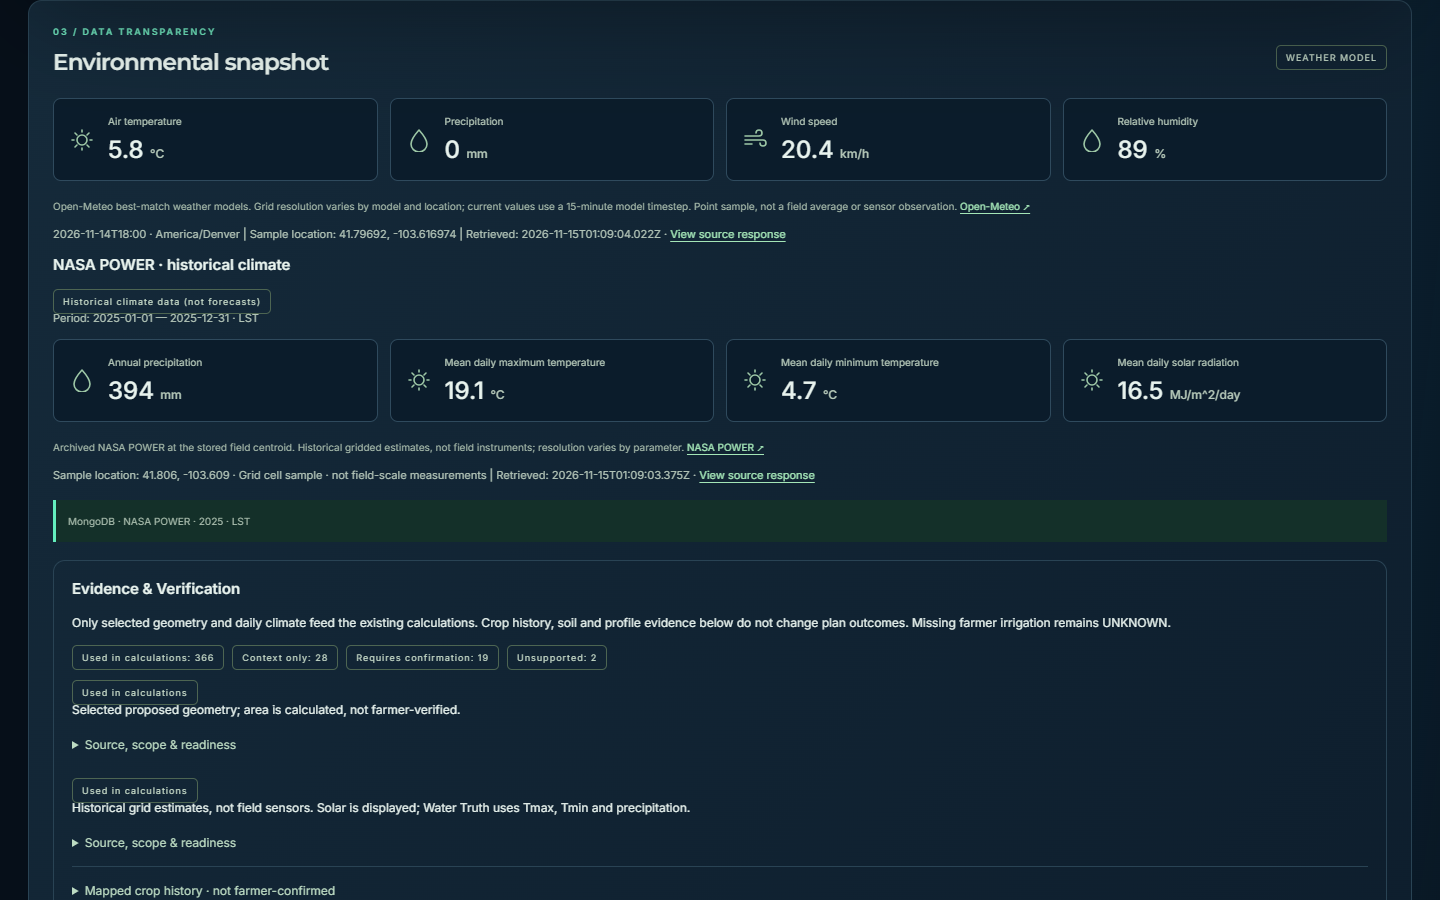 03 / DATA TRANSPARENCY
Environmental snapshot
WEATHER MODEL
Air temperature
5.8 °C
Precipitation
0 mm
Wind speed
20.4 km/h
Relative humidity
89 %
Open-Meteo best-match weather models. Grid resolution varies by model and location; current values use a 15-minute model timestep. Point sample, not a field average or sensor observation. Open-Meteo ↗
2026-11-14T18:00 · America/Denver | Sample location: 41.79692, -103.616974 | Retrieved: 2026-11-15T01:09:04.022Z · View source response
NASA POWER · historical climate
Historical climate data (not forecasts)
Period: 2025-01-01 — 2025-12-31 · LST
Annual precipitation
394 mm
Mean daily maximum temperature
19.1 °C
Mean daily minimum temperature
4.7 °C
Mean daily solar radiation
16.5 MJ/m^2/day
Archived NASA POWER at the stored field centroid. Historical gridded estimates, not field instruments; resolution varies by parameter. NASA POWER ↗
Sample location: 41.806, -103.609 · Grid cell sample · not field-scale measurements | Retrieved: 2026-11-15T01:09:03.375Z · View source response
MongoDB · NASA POWER · 2025 · LST
Evidence & Verification
Only selected geometry and daily climate feed the existing calculations. Crop history, soil and profile evidence below do not change plan outcomes. Missing farmer irrigation remains UNKNOWN.
Used in calculations: 366
Context only: 28
Requires confirmation: 19
Unsupported: 2
Used in calculations
Selected proposed geometry; area is calculated, not farmer-verified.
▶ Source, scope & readiness
Used in calculations
Historical grid estimates, not field sensors. Solar is displayed; Water Truth uses Tmax, Tmin and precipitation.
▶ Source, scope & readiness
▶ Mapped crop history · not farmer-confirmed